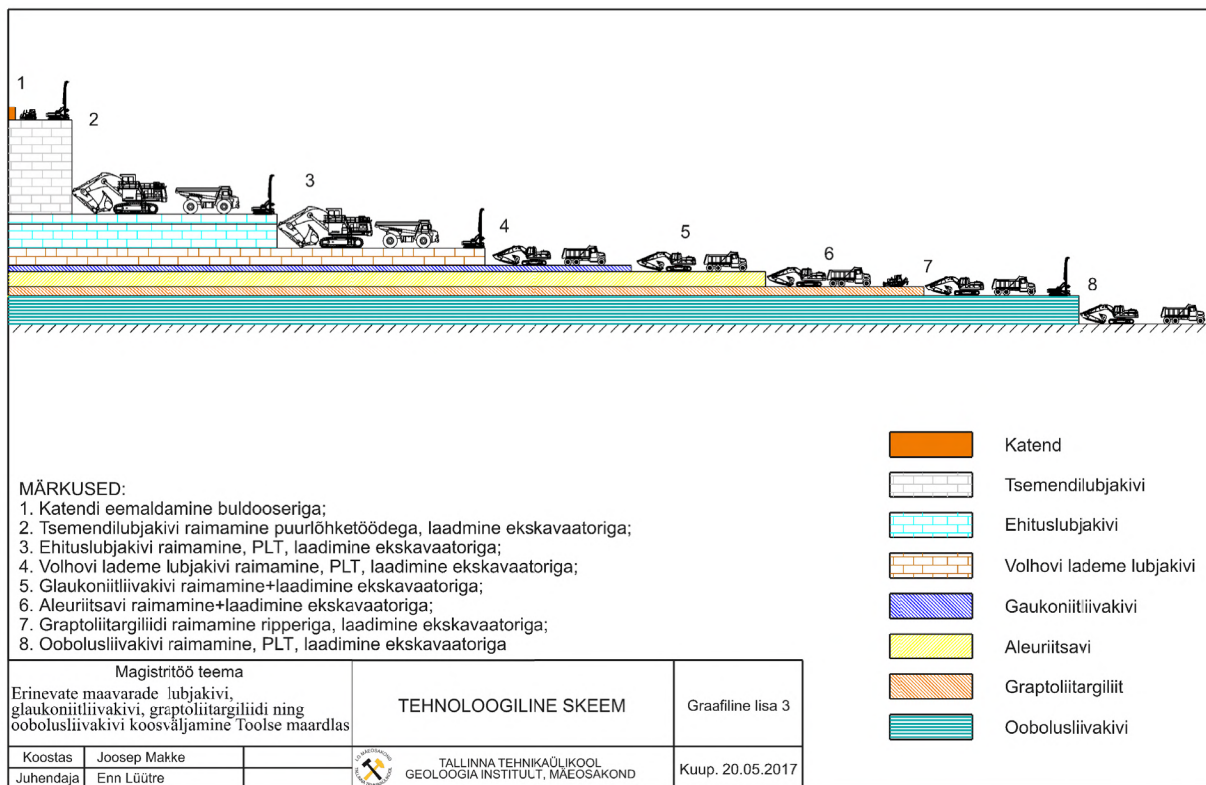 1
2
3
4
5
6
7
8
Katend
Tsemendilubjakivi
Ehituslubjakivi
Volhovi lademe lubjakivi
Gaukoniitliivakivi
Aleuriitsavi
Graptoliitargiliit
Oobolusliivakivi
MÄRKUSED:
1. Katendi eemaldamine buldooseriga;
2. Tsemendilubjakivi raimamine puurlõhketöödega, laadmine ekskavaatoriga;
3. Ehituslubjakivi raimamine, PLT, laadimine ekskavaatoriga;
4. Volhovi lademe lubjakivi raimamine, PLT, laadimine ekskavaatoriga;
5. Glaukoniitliivakivi raimamine+laadimine ekskavaatoriga;
6. Aleuriitsavi raimamine+laadimine ekskavaatoriga;
7. Graptoliitargiliidi raimamine ripperiga, laadimine ekskavaatoriga;
8. Oobolusliivakivi raimamine, PLT, laadimine ekskavaatoriga
Magistritöö teema
Erinevate maavarade lubjakivi,
glaukoniitliivakivi, graptoliitargiliidi ning
oobolusliivakivi koosväljamine Toolse maardlas
TEHNOLOOGILINE SKEEM
Graafiline lisa 3
Koostas Joosep Makke
Juhendaja Enn Lüütre
TALLINNA TEHNIKAÜLIKOOL
GEOLOOGIA INSTITUUT, MÄEOSAKOND
Kuup. 20.05.2017